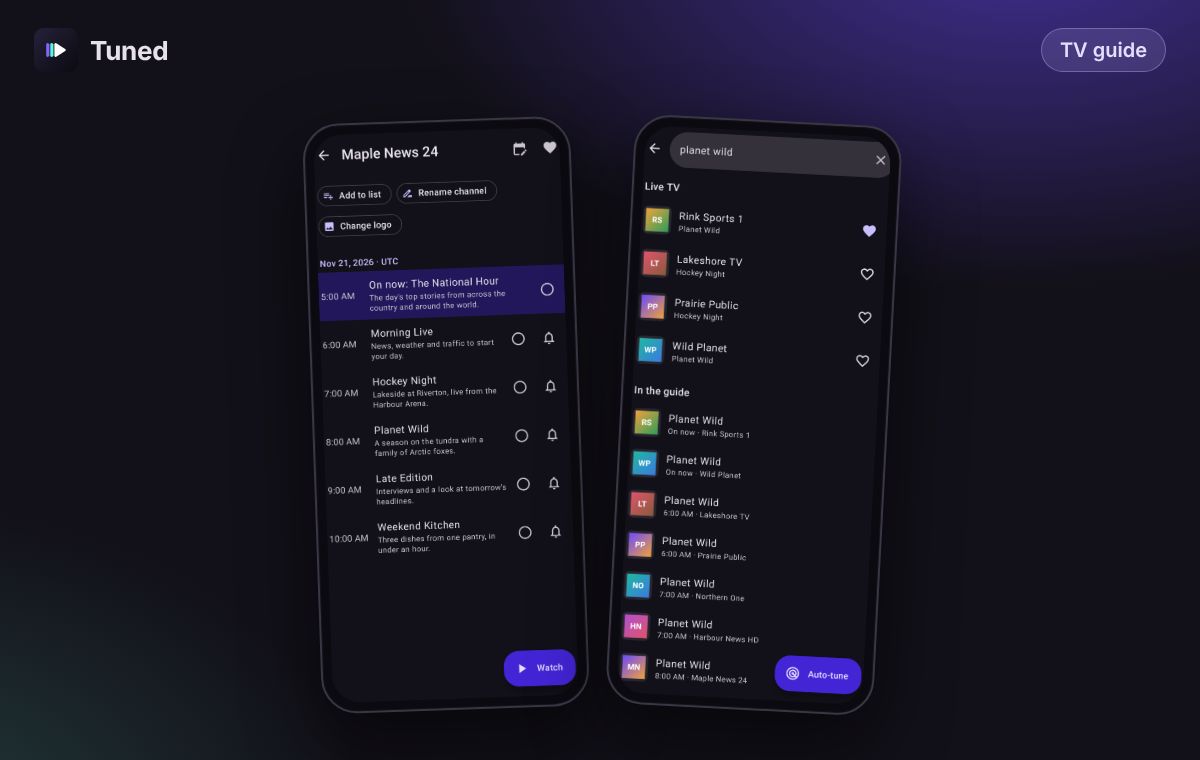 Tuned
TV guide
Maple News 24
Add to list
Rename channel
Change logo
Nov 21, 2026 · UTC
5:00 AM
On now: The National Hour
The day's top stories from across the
country and around the world.
6:00 AM
Morning Live
News, weather and traffic to start
your day.
7:00 AM
Hockey Night
Lakeside at Riverton, live from the
Harbour Arena.
8:00 AM
Planet Wild
A season on the tundra with a
family of Arctic foxes.
9:00 AM
Late Edition
Interviews and a look at tomorrow's
headlines.
10:00 AM
Weekend Kitchen
Three dishes from one pantry, in
under an hour.
Watch
planet wild
Live TV
RS
Rink Sports 1
Planet Wild
LT
Lakeshore TV
Hockey Night
PP
Prairie Public
Hockey Night
WP
Wild Planet
Planet Wild
In the guide
RS
Planet Wild
On now · Rink Sports 1
WP
Planet Wild
On now · Wild Planet
LT
Planet Wild
6:00 AM · Lakeshore TV
PP
Planet Wild
6:00 AM · Prairie Public
NO
Planet Wild
7:00 AM · Northern One
HN
Planet Wild
7:00 AM · Harbour News HD
MN
Planet Wild
8:00 AM · Maple News 24
Auto-tune